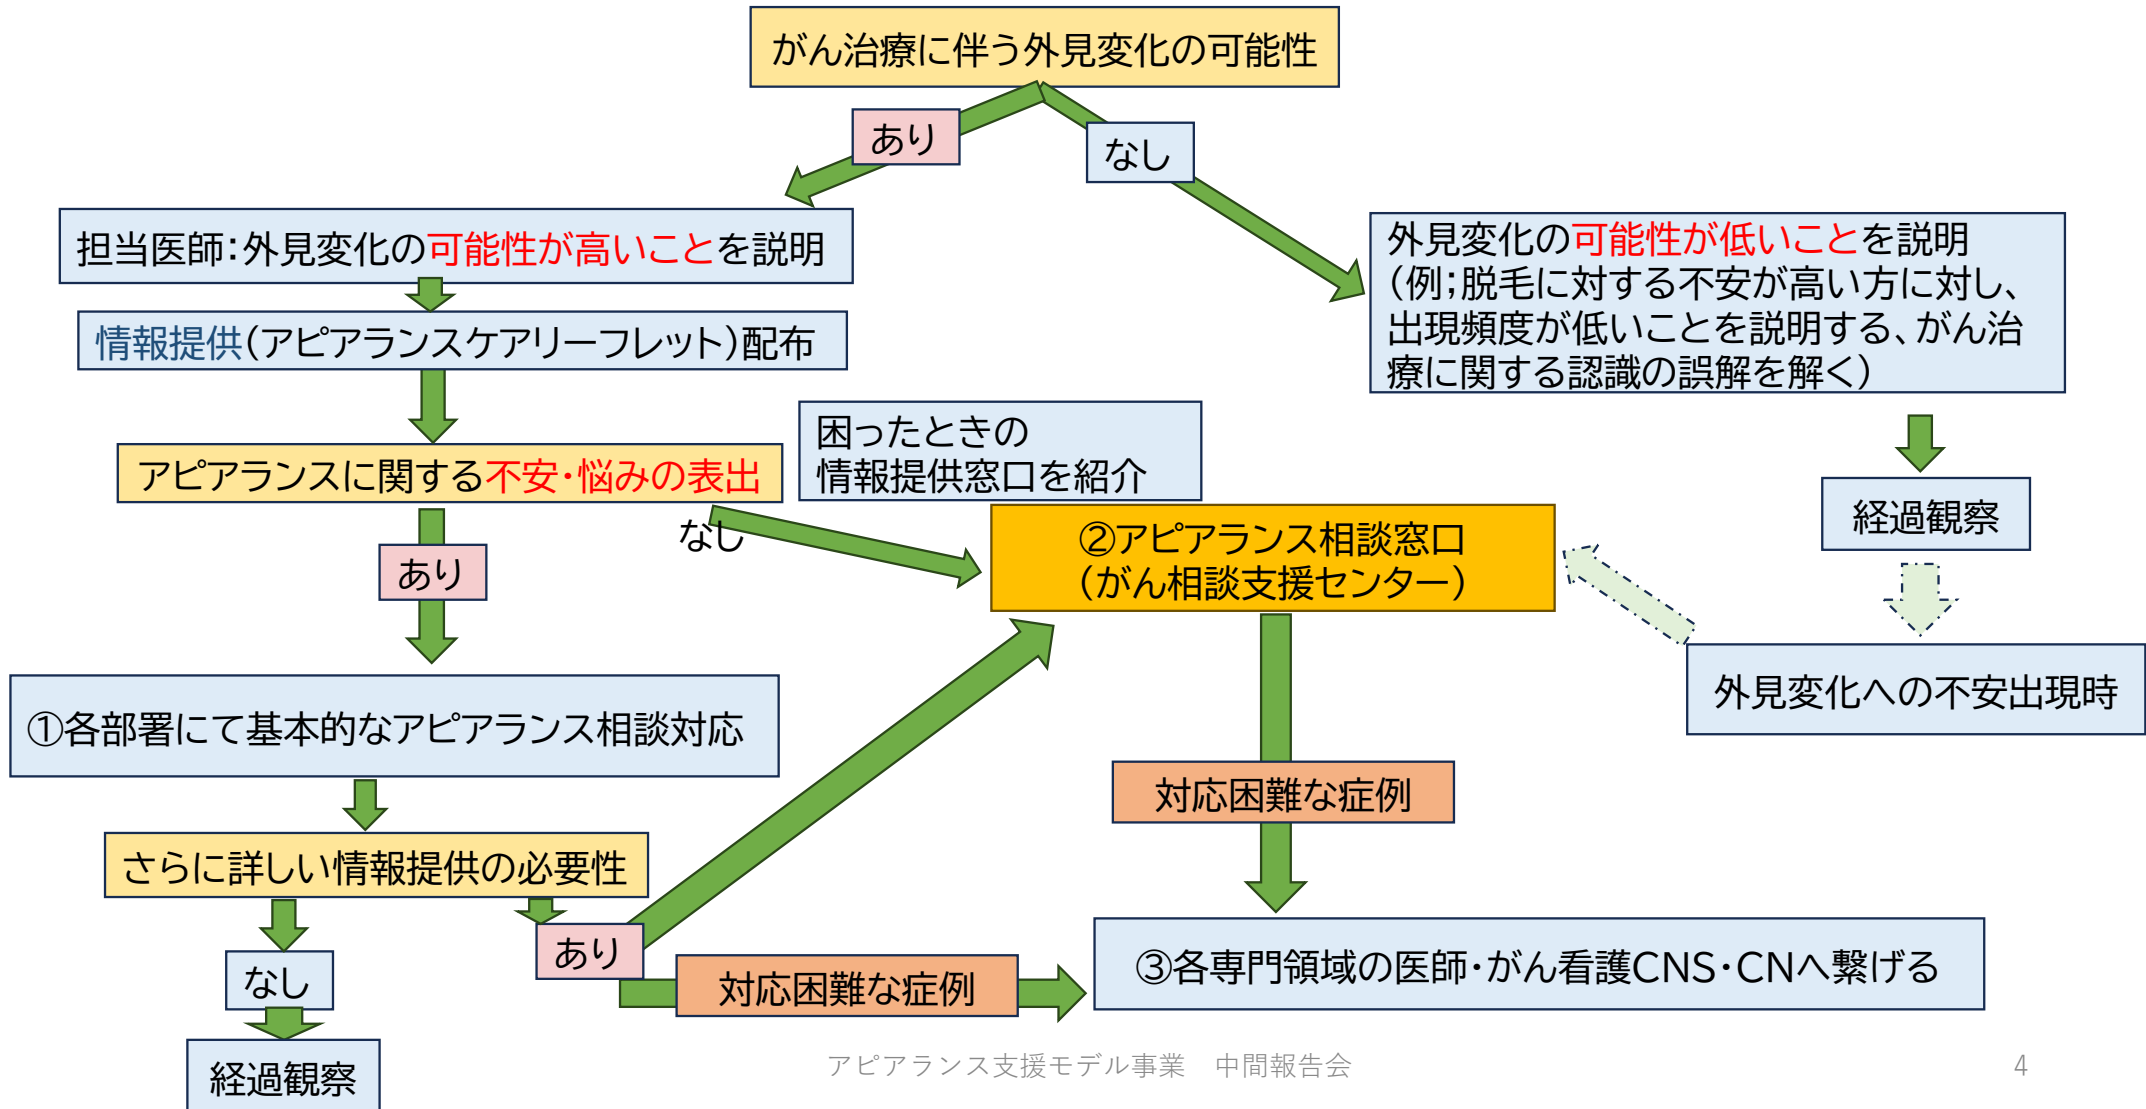 がん治療に伴う外見変化の可能性
あり
なし
担当医師：外見変化の可能性が高いことを説明
外見変化の可能性が低いことを説明
（例；脱毛に対する不安が高い方に対し、
出現頻度が低いことを説明する、がん治
療に関する認識の誤解を解く）
情報提供（アピアランスケアリーフレット）配布
困ったときの
情報提供窓口を紹介
アピアランスに関する不安・悩みの表出
なし
あり
②アピアランス相談窓口
（がん相談支援センター）
経過観察
外見変化への不安出現時
①各部署にて基本的なアピアランス相談対応
対応困難な症例
さらに詳しい情報提供の必要性
あり
なし
対応困難な症例
③各専門領域の医師・がん看護CNS・CNへ繋げる
経過観察
アピアランス支援モデル事業　中間報告会
4